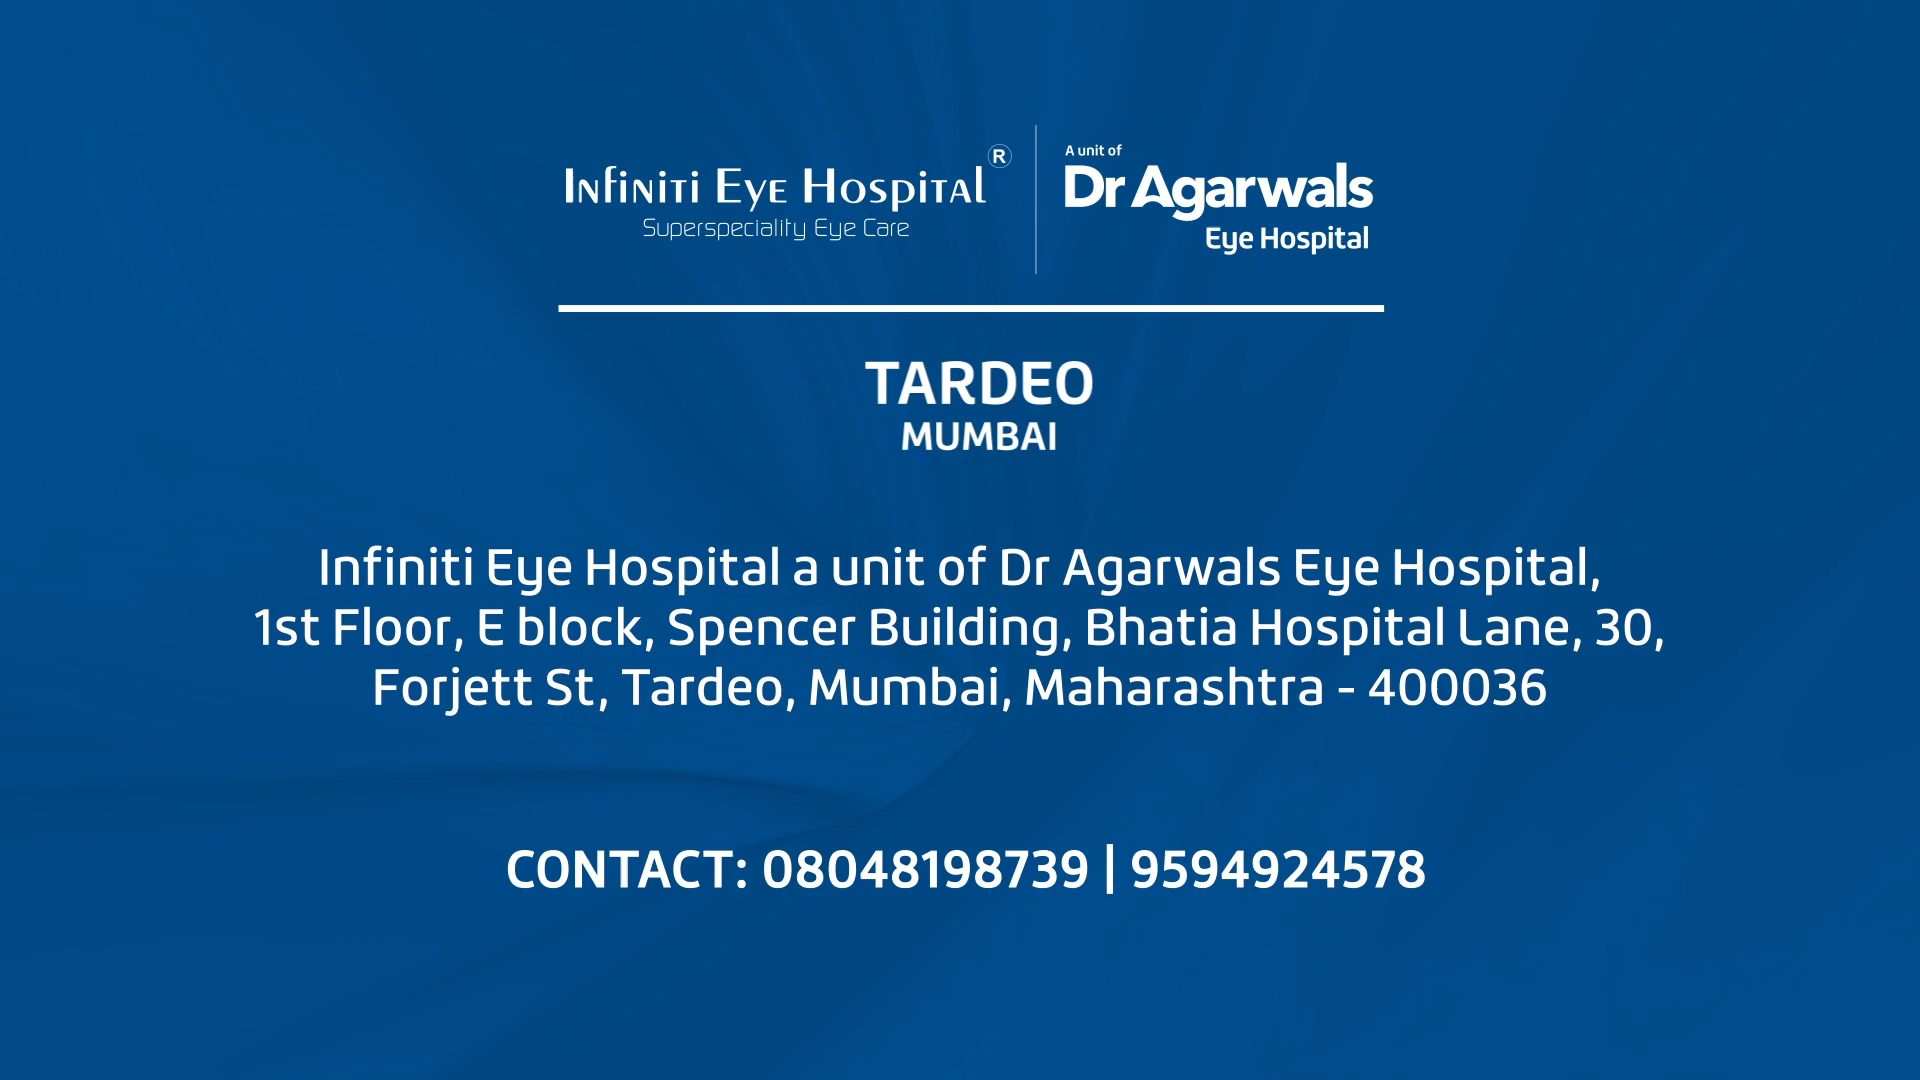 Infiniti Eye Hospital ®
Superspeciality Eye Care
A unit of
Dr Agarwals
Eye Hospital
TARDEO
MUMBAI
Infiniti Eye Hospital a unit of Dr Agarwals Eye Hospital,
1st Floor, E block, Spencer Building, Bhatia Hospital Lane, 30,
Forjett St, Tardeo, Mumbai, Maharashtra - 400036
CONTACT: 08048198739 | 9594924578